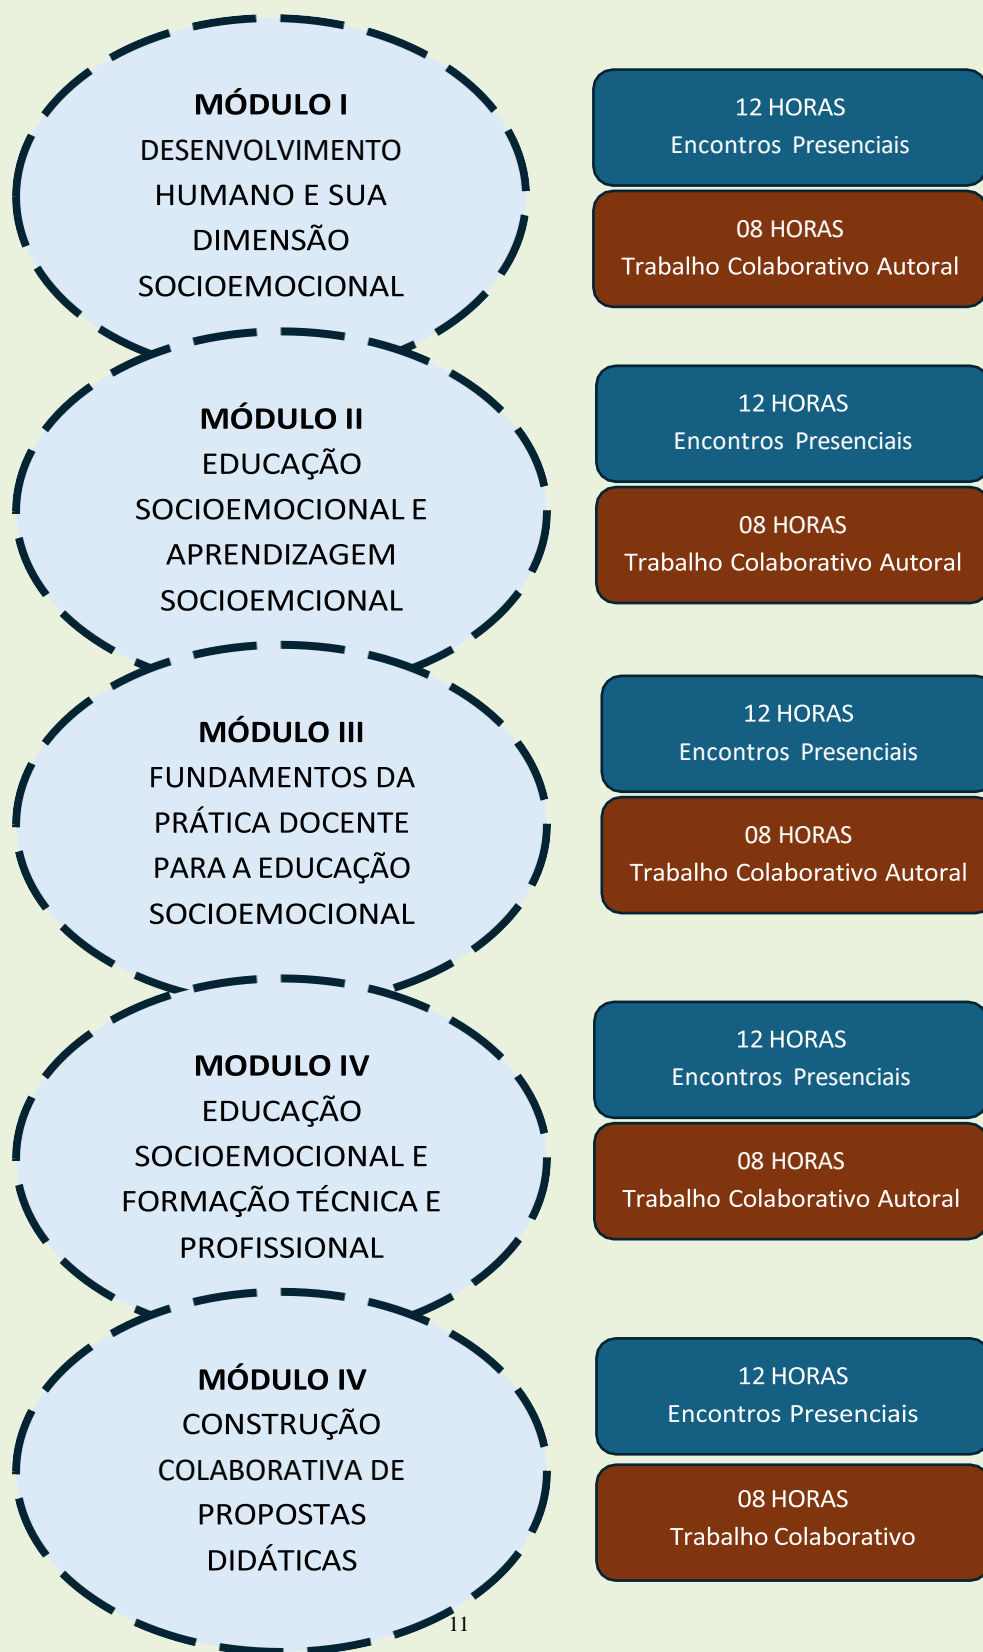 MÓDULO I
DESENVOLVIMENTO
HUMANO E SUA
DIMENSÃO
SOCIOEMOCIONAL
12 HORAS
Encontros Presenciais
08 HORAS
Trabalho Colaborativo Autoral
MÓDULO II
EDUCAÇÃO
SOCIOEMOCIONAL E
APRENDIZAGEM
SOCIOEMCIONAL
12 HORAS
Encontros Presenciais
08 HORAS
Trabalho Colaborativo Autoral
MÓDULO III
FUNDAMENTOS DA
PRÁTICA DOCENTE
PARA A EDUCAÇÃO
SOCIOEMOCIONAL
12 HORAS
Encontros Presenciais
08 HORAS
Trabalho Colaborativo Autoral
MODULO IV
EDUCAÇÃO
SOCIOEMOCIONAL E
FORMAÇÃO TÉCNICA E
PROFISSIONAL
12 HORAS
Encontros Presenciais
08 HORAS
Trabalho Colaborativo Autoral
MÓDULO IV
CONSTRUÇÃO
COLABORATIVA DE
PROPOSTAS
DIDÁTICAS
12 HORAS
Encontros Presenciais
08 HORAS
Trabalho Colaborativo
11